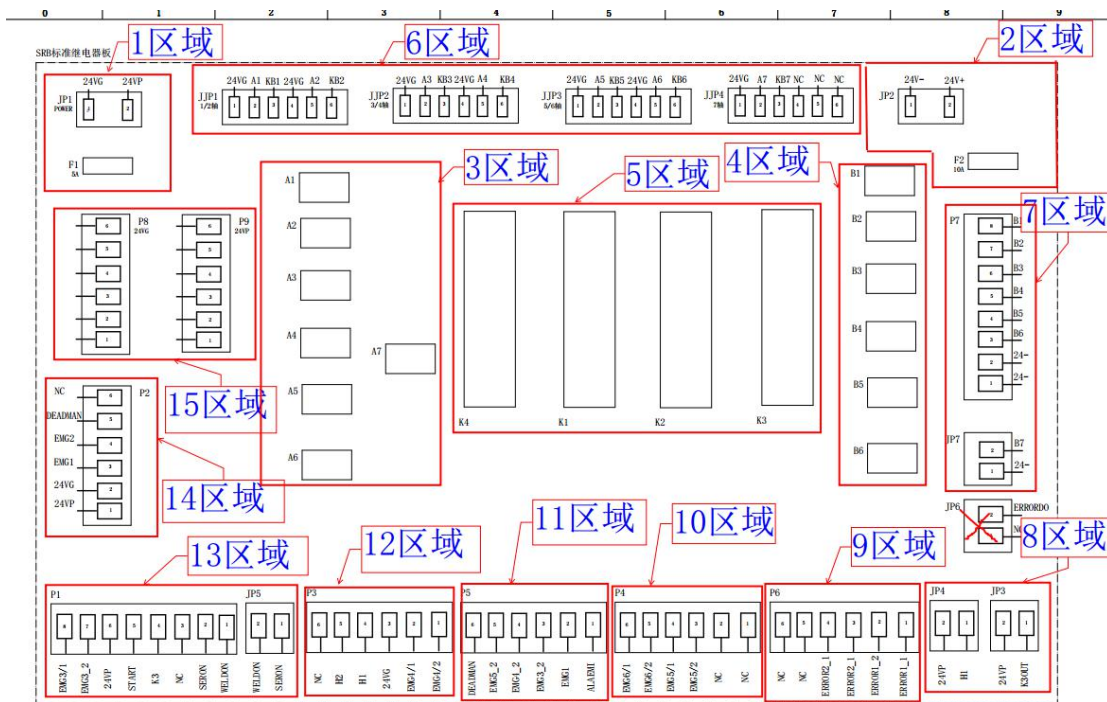 0 1 2 3 4 5 6 7 8 9
SRB标准继电器板
1区域
6区域
2区域
24VG 24VP
JP1
POWER
1 2
F1
5A
24VG A1 KB1 24VG A2 KB2
JJP1
1/2轴
1 2 3 4 5 6
24VG A3 KB3 24VG A4 KB4
JJP2
3/4轴
1 2 3 4 5 6
24VG A5 KB5 24VG A6 KB6
JJP3
5/6轴
1 2 3 4 5 6
24VG A7 KB7 NC NC NC
JJP4
7轴
1 2 3 4 5 6
24V- 24V+
JP2
1 2
F2
10A
3区域
5区域
4区域
7区域
A1
A2
A3
A4
A7
A5
A6
K4 K1 K2 K3
B1
B2
B3
B4
B5
B6
P7
8 B1
7 B2
6 B3
5 B4
4 B5
3 B6
2 24-
1 24-
JP7
2 B7
1 24-
JP6
ERRORDO
8区域
P8
24VG
6
5
4
3
2
1
P9
24VP
6
5
4
3
2
1
15区域
P2
NC 6
DEADMAN 5
EMG2 4
EMG1 3
24VG 2
24VP 1
14区域
13区域
12区域
11区域
10区域
9区域
P1
8 7 6 5 4 3 2 1
EMG3/1 EMG3_2 24VP START K3 NC SERON WELDON
JP5
2 1
WELDON SERON
P3
6 5 4 3 2 1
NC H2 H1 24VG EMG4/1 EMG4/2
P5
6 5 4 3 2 1
DEADMAN EMG5_2 EMG4_2 EMG3_2 EMG1 ALAEMI
P4
6 5 4 3 2 1
EMG6/1 EMG6/2 EMG5/1 EMG5/2 NC NC
P6
6 5 4 3 2 1
NC NC ERROR2_1 ERROR2_1 ERROR1_2 ERROR1_1
JP4
2 1
24VP H1
JP3
2 1
24VP K3OUT